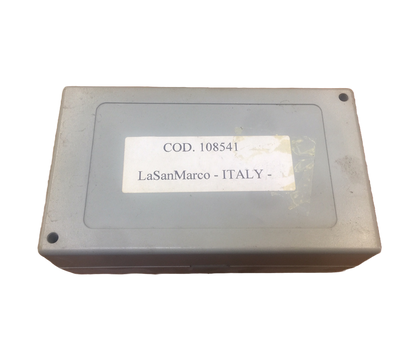 COD. 108541
LaSanMarco - ITALY -